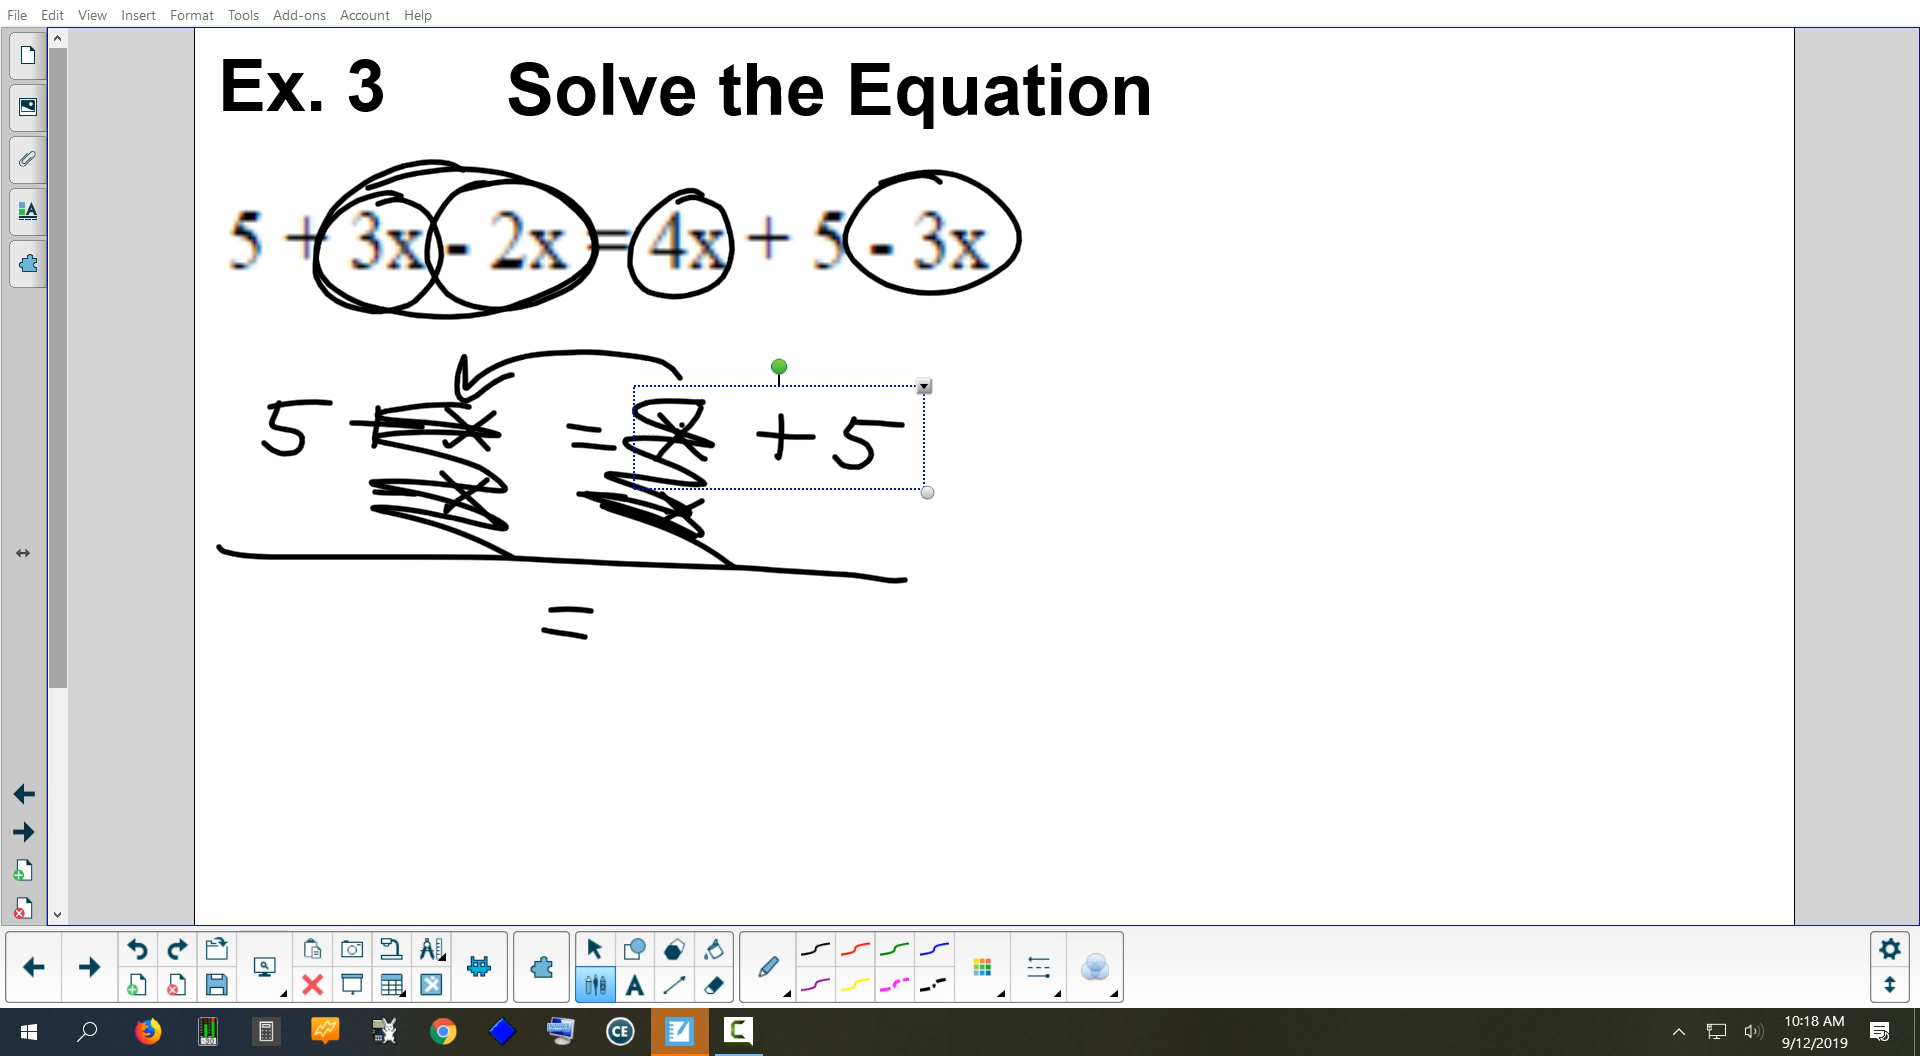 File Edit View Insert Format Tools Add-ons Account Help
Ex. 3 Solve the Equation
5 + 3x - 2x = 4x + 5 - 3x
5 + x = x + 5
x x
=
A
A
A
CE
C
10:18 AM
9/12/2019